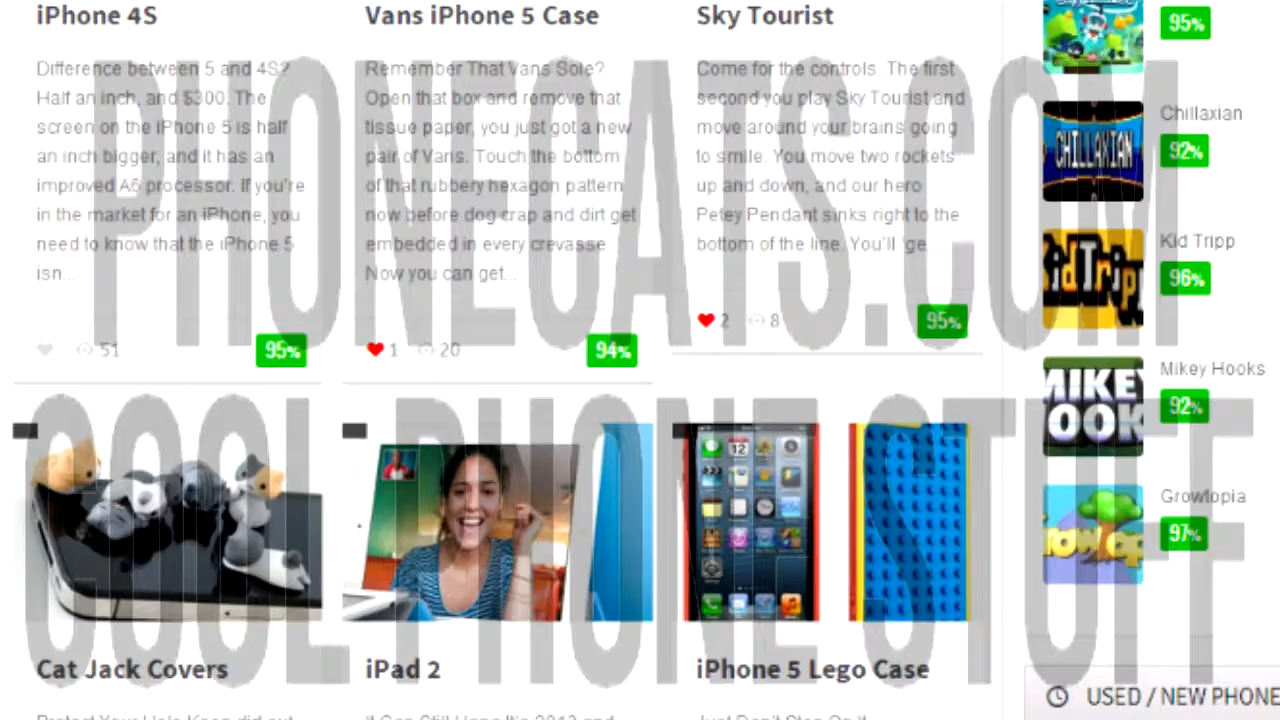 iPhone 4S
Difference between 5 and 4S?
Half an inch, and $300. The
screen on the iPhone 5 is half
an inch bigger, and it has an
improved A6 processor. If you're
in the market for an iPhone, you
need to know that the iPhone 5
isn...
51
95%
Vans iPhone 5 Case
Remember That Vans Sole?
Open that box and remove that
tissue paper, you just got a new
pair of Vans. Touch the bottom
of that rubbery hexagon pattern
now before dog crap and dirt get
embedded in every crevasse
Now you can get...
1
20
94%
Sky Tourist
Come for the controls The first
second you play Sky Tourist and
move around your brains going
to smile. You move two rockets
up and down, and our hero
Petey Pendant sinks right to the
bottom of the line. You'll 'ge...
2
8
95%
95%
CHILLAXIAN
Chillaxian
92%
KidTripp
Kid Tripp
96%
MIKEY
HOOK
Mikey Hooks
92%
Growtopia
97%
PHONECATS.COM
COOL PHONE STUFF
Cat Jack Covers
iPad 2
iPhone 5 Lego Case
12
USED / NEW PHONE